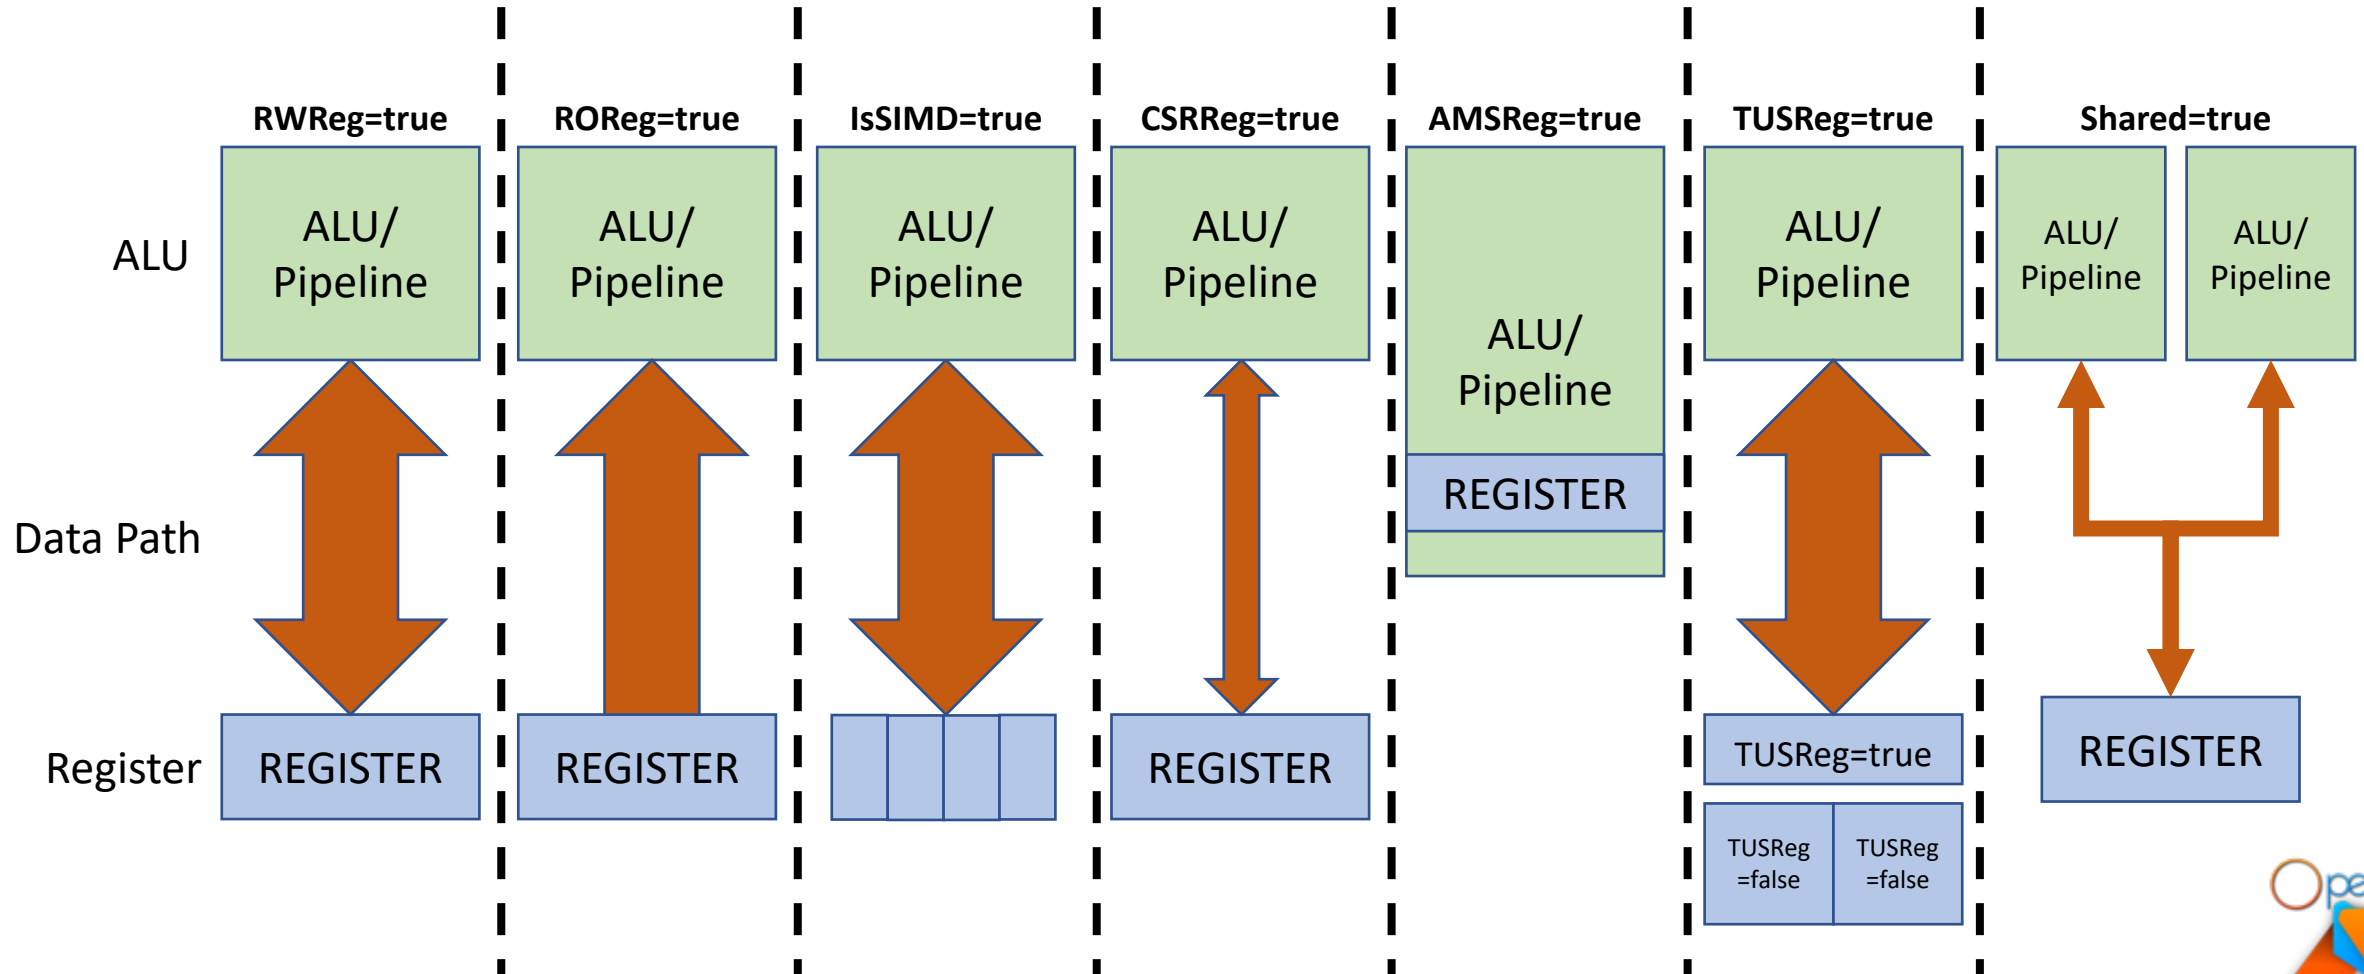 RWReg=true
ROReg=true
IsSIMD=true
CSRReg=true
AMSReg=true
TUSReg=true
Shared=true
ALU
ALU/
Pipeline
ALU/
Pipeline
ALU/
Pipeline
ALU/
Pipeline
ALU/
Pipeline
ALU/
Pipeline
ALU/
Pipeline
ALU/
Pipeline
Data Path
REGISTER
Register
REGISTER
REGISTER
REGISTER
TUSReg=true
TUSReg
=false
TUSReg
=false
REGISTER